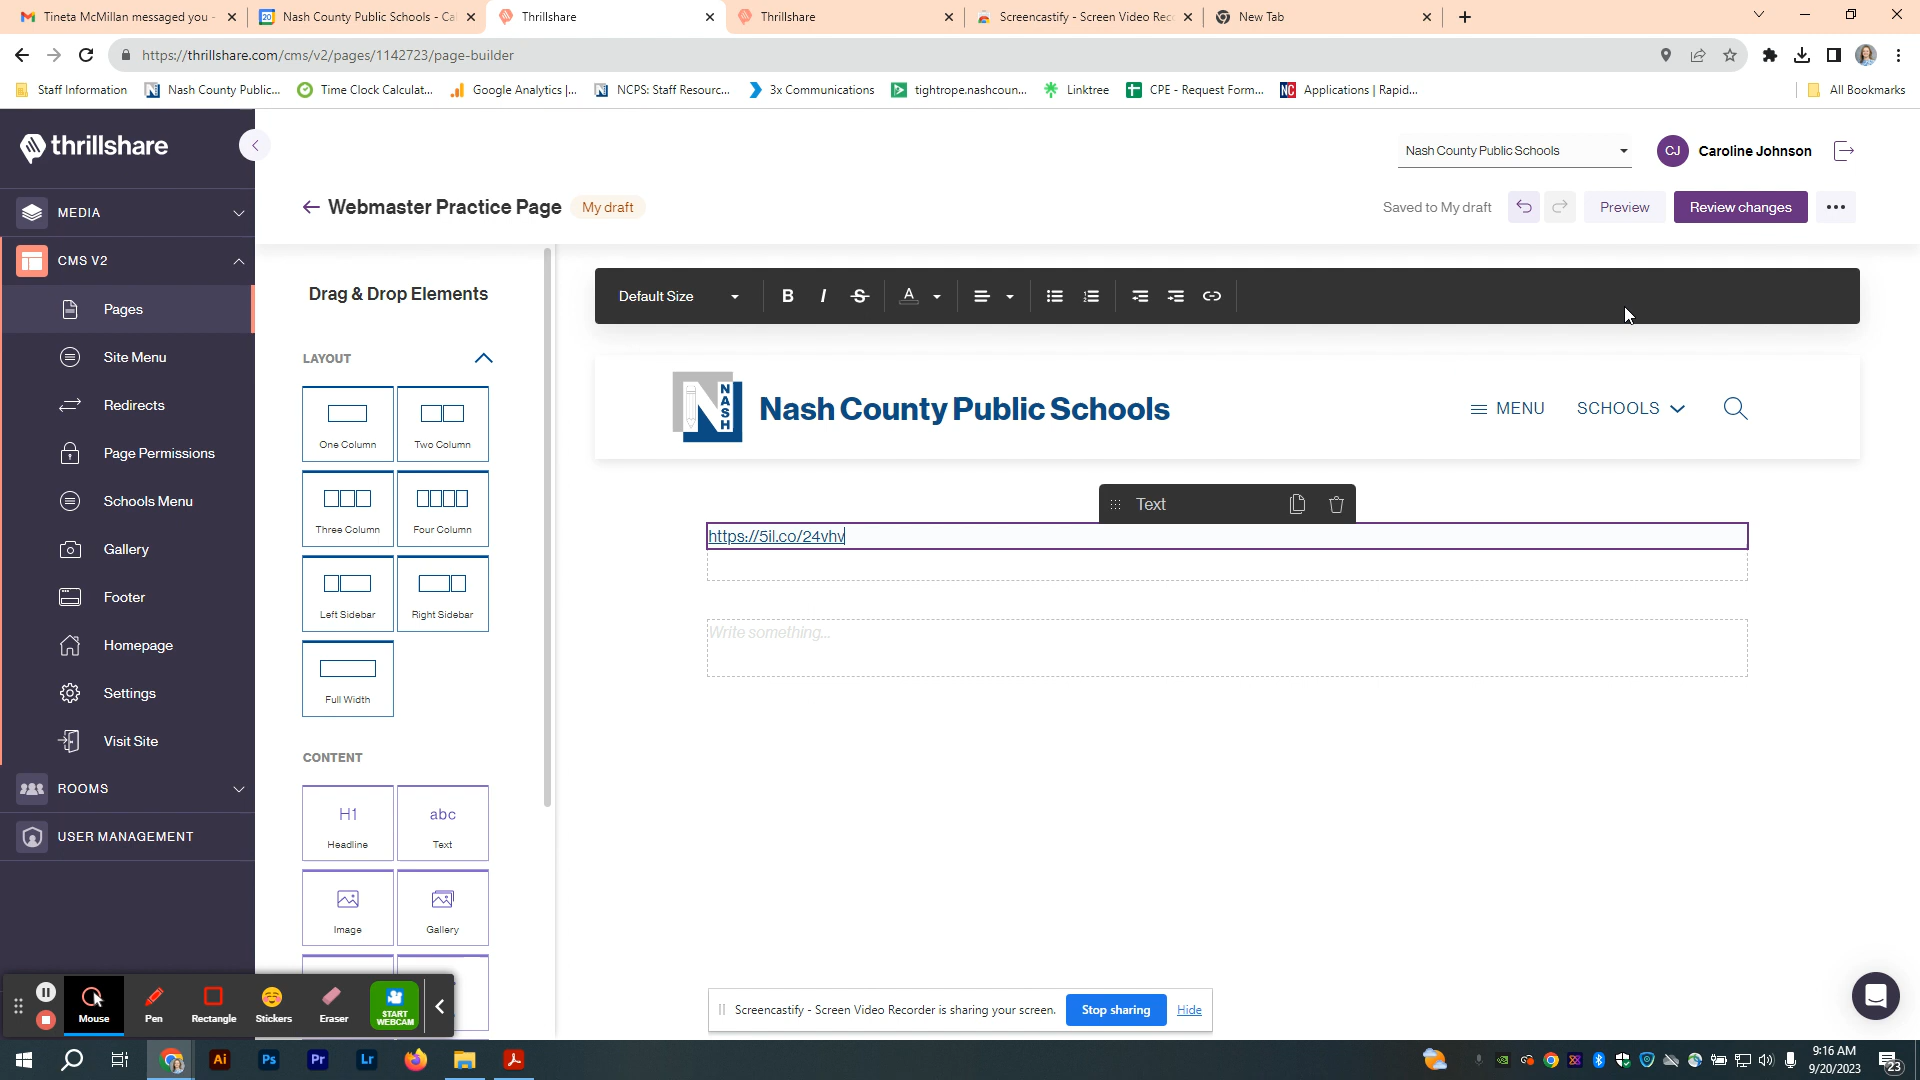 Tineta McMillan messaged you -
Nash County Public Schools - Ca
Thrillshare
Thrillshare
Screencastify - Screen Video Rec
New Tab
https://thrillshare.com/cms/v2/pages/1142723/page-builder
Staff Information
Nash County Public...
Time Clock Calculat...
Google Analytics |...
NCPS: Staff Resourc...
3x Communications
tightrope.nashcoun...
Linktree
CPE - Request Form...
NC
Applications | Rapid...
All Bookmarks
thrillshare
Nash County Public Schools
CJ
Caroline Johnson
Webmaster Practice Page
My draft
Saved to My draft
Preview
Review changes
MEDIA
CMS V2
Pages
Site Menu
Redirects
Page Permissions
Schools Menu
Gallery
Footer
Homepage
Settings
Visit Site
ROOMS
USER MANAGEMENT
Drag & Drop Elements
LAYOUT
One Column
Two Column
Three Column
Four Column
Left Sidebar
Right Sidebar
Full Width
CONTENT
H1
Headline
abc
Text
Image
Gallery
Default Size
B
I
S
A
NASH
Nash County Public Schools
MENU
SCHOOLS
Text
https://5il.co/24vhv
Write something...
Mouse
Pen
Rectangle
Stickers
Eraser
START
WEBCAM
Screencastify - Screen Video Recorder is sharing your screen.
Stop sharing
Hide
Ai
Ps
Pr
Lr
9:16 AM
9/20/2023
23